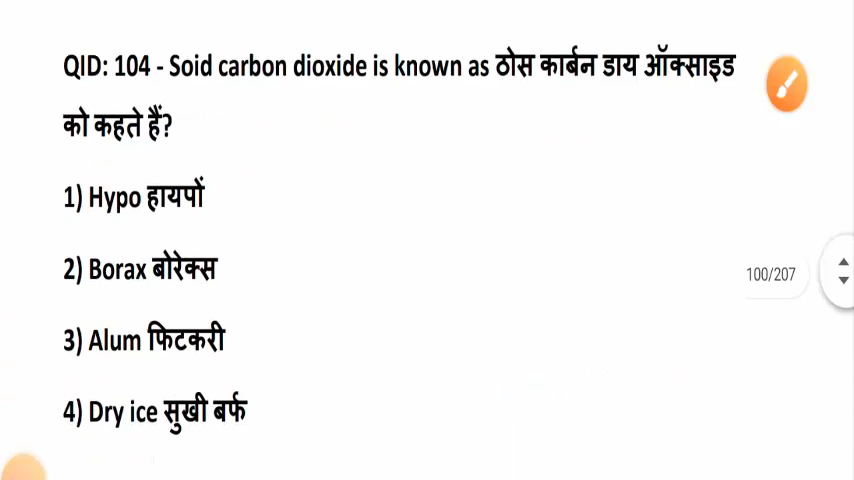 QID: 104 - Soid carbon dioxide is known as ठोस कार्बन डाय ऑक्साइड
को कहते हैं?
1) Hypo हायपों
100/207
2) Borax बोरेक्स
3) Alum फिटकरी
4) Dry ice सुखी बर्फ